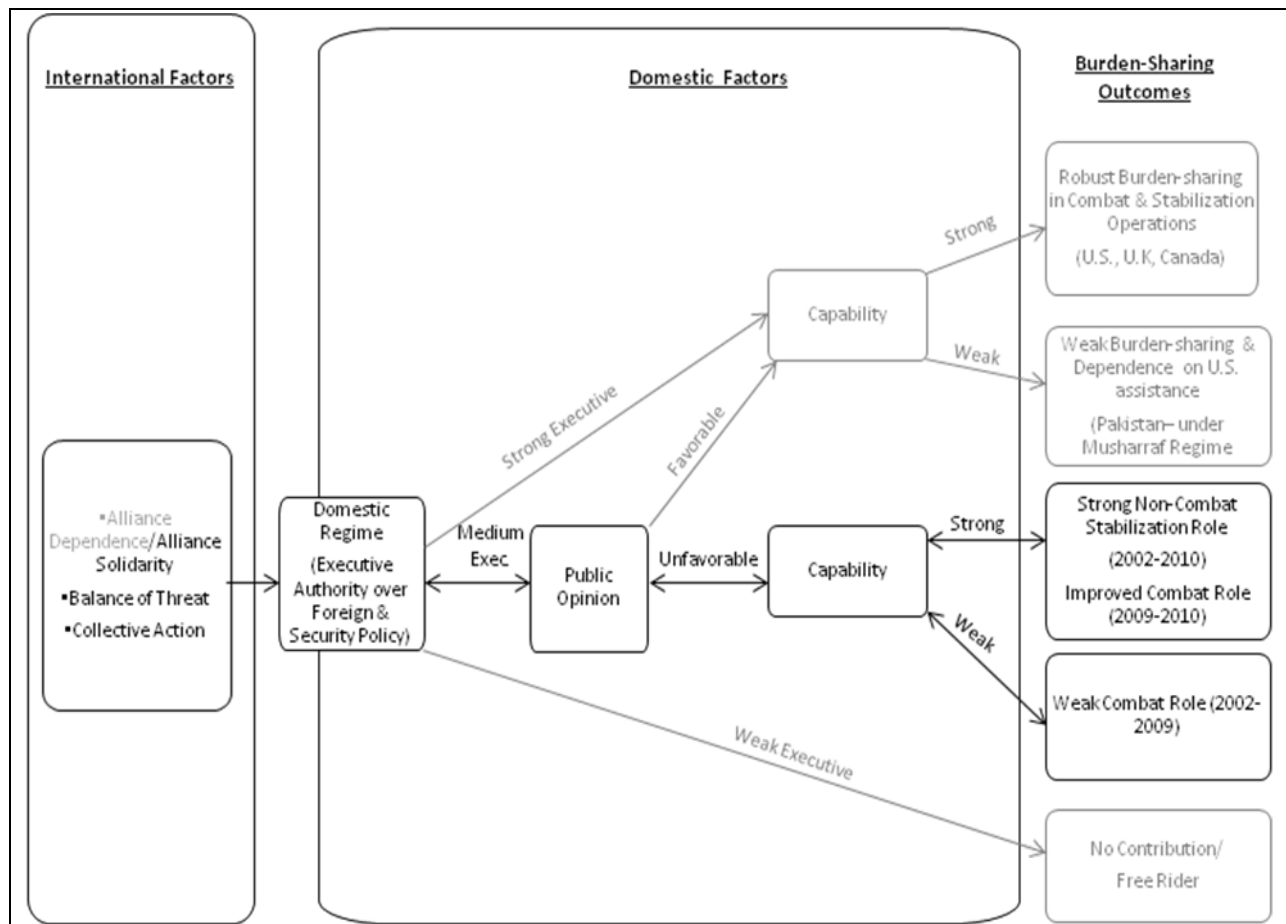 International Factors
▪Alliance
Dependence/Alliance
Solidarity
▪Balance of Threat
▪Collective Action
Domestic Factors
Domestic
Regime
(Executive
Authority over
Foreign &
Security Policy)
Strong Executive
Medium
Exec.
Weak Executive
Public
Opinion
Favorable
Unfavorable
Capability
Strong
Weak
Capability
Strong
Weak
Burden-Sharing
Outcomes
Robust Burden-sharing
in Combat & Stabilization
Operations
(U.S., U.K, Canada)
Weak Burden-sharing &
Dependence on U.S.
assistance
(Pakistan– under
Musharraf Regime
Strong Non-Combat
Stabilization Role
(2002-2010)
Improved Combat Role
(2009-2010)
Weak Combat Role (2002-
2009)
No Contribution/
Free Rider